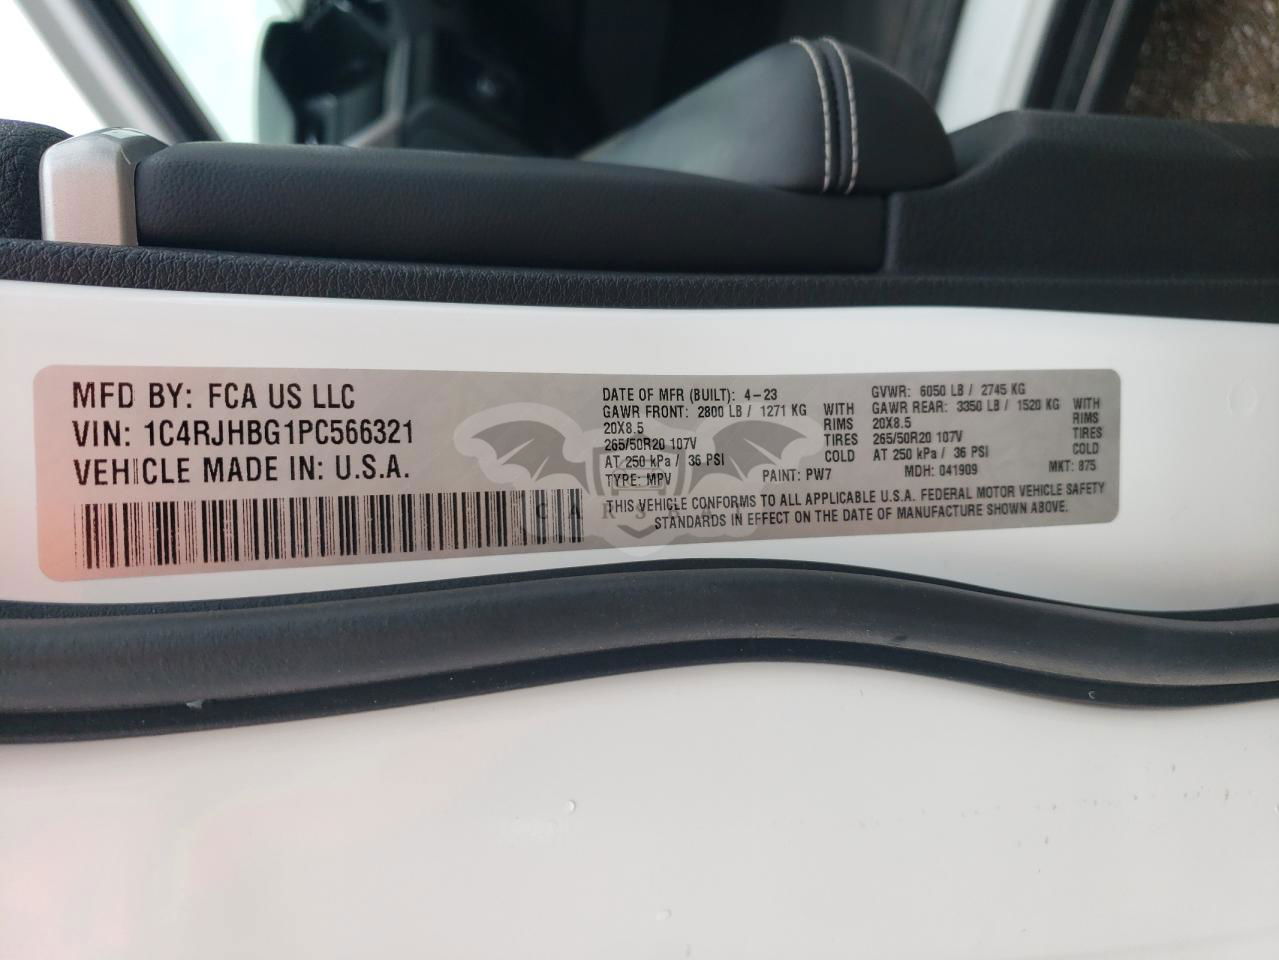 MFD BY: FCA US LLC
VIN: 1C4RJHBG1PC566321
VEHICLE MADE IN: U.S.A.
DATE OF MFR (BUILT): 4-23
GAWR FRONT: 2800 LB / 1271 KG WITH
20X8.5 RIMS
265/50R20 107V TIRES
AT 250 kPa / 36 PSI COLD
TYPE: MPV PAINT: PW7
GVWR: 6050 LB / 2745 KG
GAWR REAR: 3350 LB / 1520 KG WITH
20X8.5 RIMS
265/50R20 107V TIRES
AT 250 kPa / 36 PSI COLD
MDH: 041909 MKT: 875
THIS VEHICLE CONFORMS TO ALL APPLICABLE U.S.A. FEDERAL MOTOR VEHICLE SAFETY
STANDARDS IN EFFECT ON THE DATE OF MANUFACTURE SHOWN ABOVE.